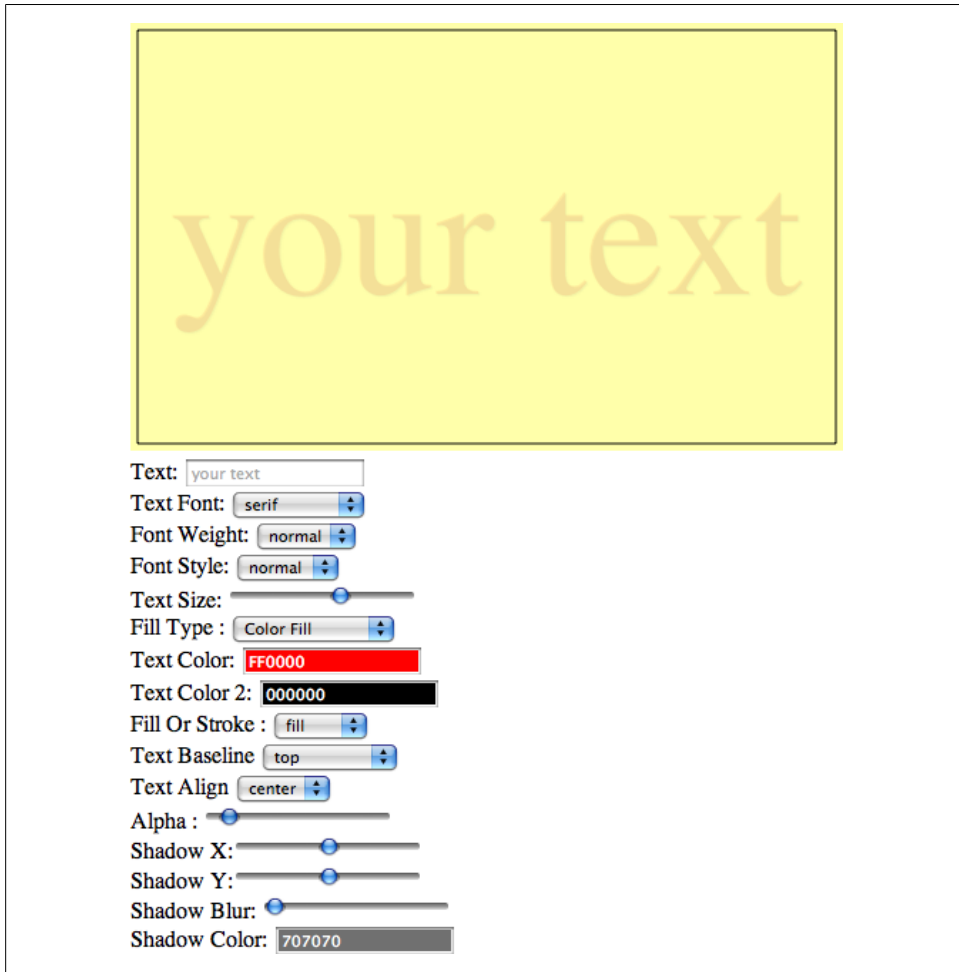 your text
Text: your text
Text Font: serif
Font Weight: normal
Font Style: normal
Text Size:
Fill Type : Color Fill
Text Color: FF0000
Text Color 2: 000000
Fill Or Stroke : fill
Text Baseline top
Text Align center
Alpha :
Shadow X:
Shadow Y:
Shadow Blur:
Shadow Color: 707070